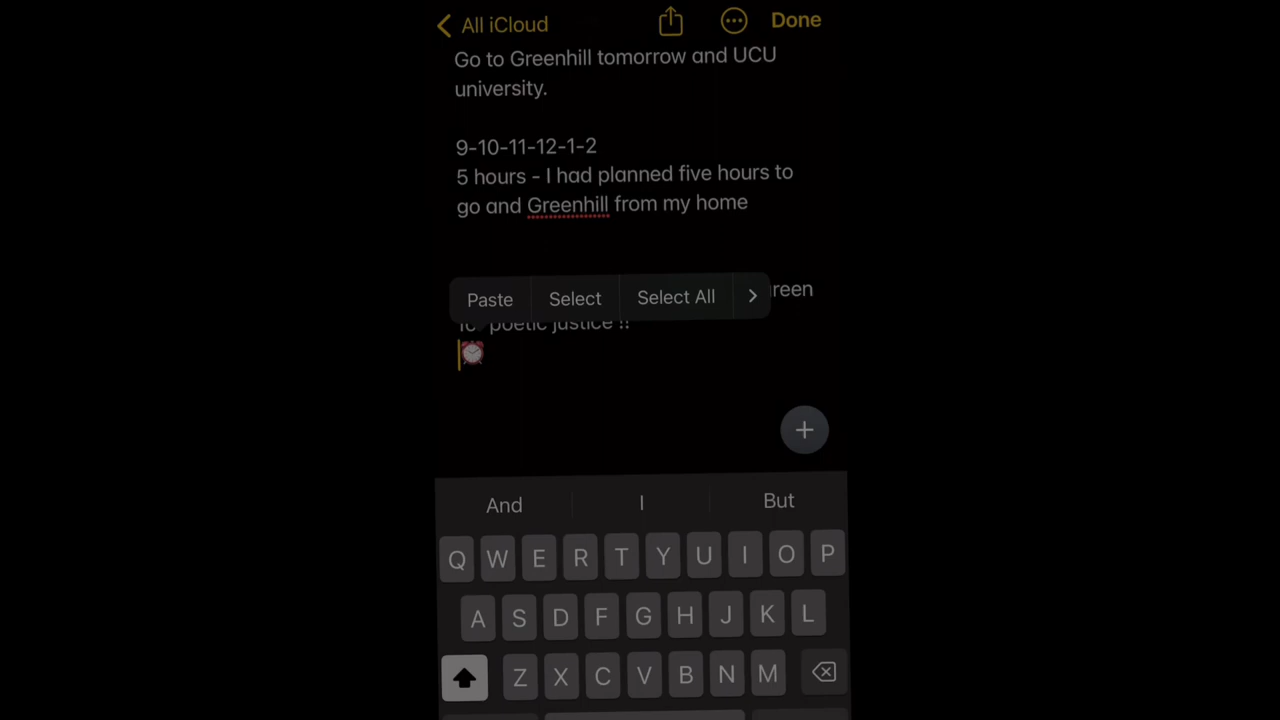 All iCloud
Done
Go to Greenhill tomorrow and UCU
university.
9-10-11-12-1-2
5 hours - I had planned five hours to
go and Greenhill from my home
Paste Select Select All
poetic justice !!
And I But
Q W E R T Y U I O P
A S D F G H J K L
Z X C V B N M